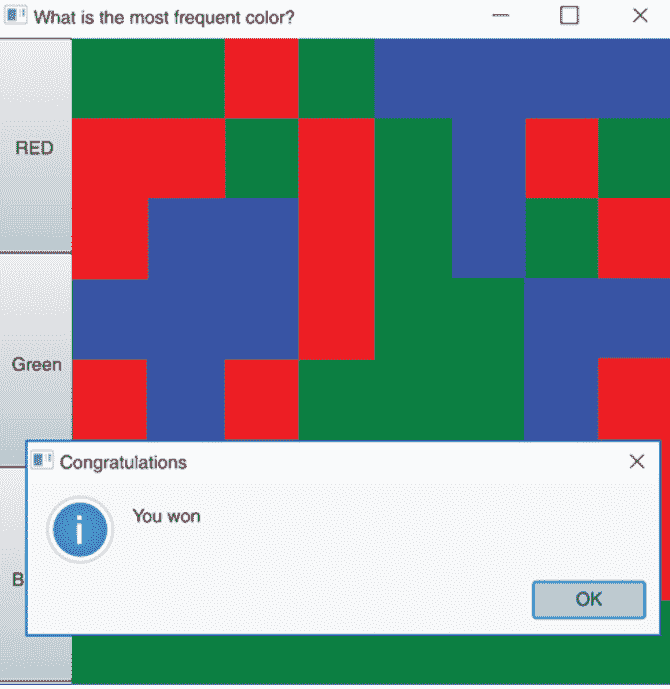 What is the most frequent color?
RED
Green
Congratulations
You won
B
OK